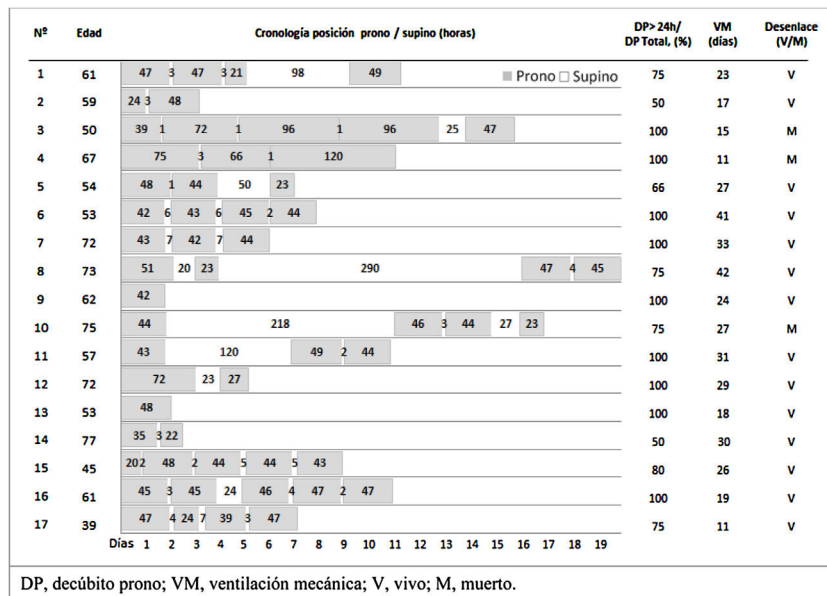 Nº Edad Cronología posición prono / supino (horas) DP> 24h/ DP Total, (%) VM (días) Desenlace (V/M)
Prono Supino
1 61 47 3 47 3 21 98 49 75 23 V
2 59 24 3 48 50 17 V
3 50 39 1 72 1 96 1 96 25 47 100 15 M
4 67 75 3 66 1 120 100 11 M
5 54 48 1 44 50 23 66 27 V
6 53 42 6 43 6 45 2 44 100 41 V
7 72 43 7 42 7 44 100 33 V
8 73 51 20 23 290 47 4 45 75 42 V
9 62 42 100 24 V
10 75 44 218 46 3 44 27 23 75 27 M
11 57 43 120 49 2 44 100 31 V
12 72 72 23 27 100 29 V
13 53 48 100 18 V
14 77 35 3 22 50 30 V
15 45 20 2 48 2 44 5 44 5 43 80 26 V
16 61 45 3 45 24 46 4 47 2 47 100 19 V
17 39 47 4 24 7 39 3 47 75 11 V
Días 1 2 3 4 5 6 7 8 9 10 11 12 13 14 15 16 17 18 19
DP, decúbito prono; VM, ventilación mecánica; V, vivo; M, muerto.